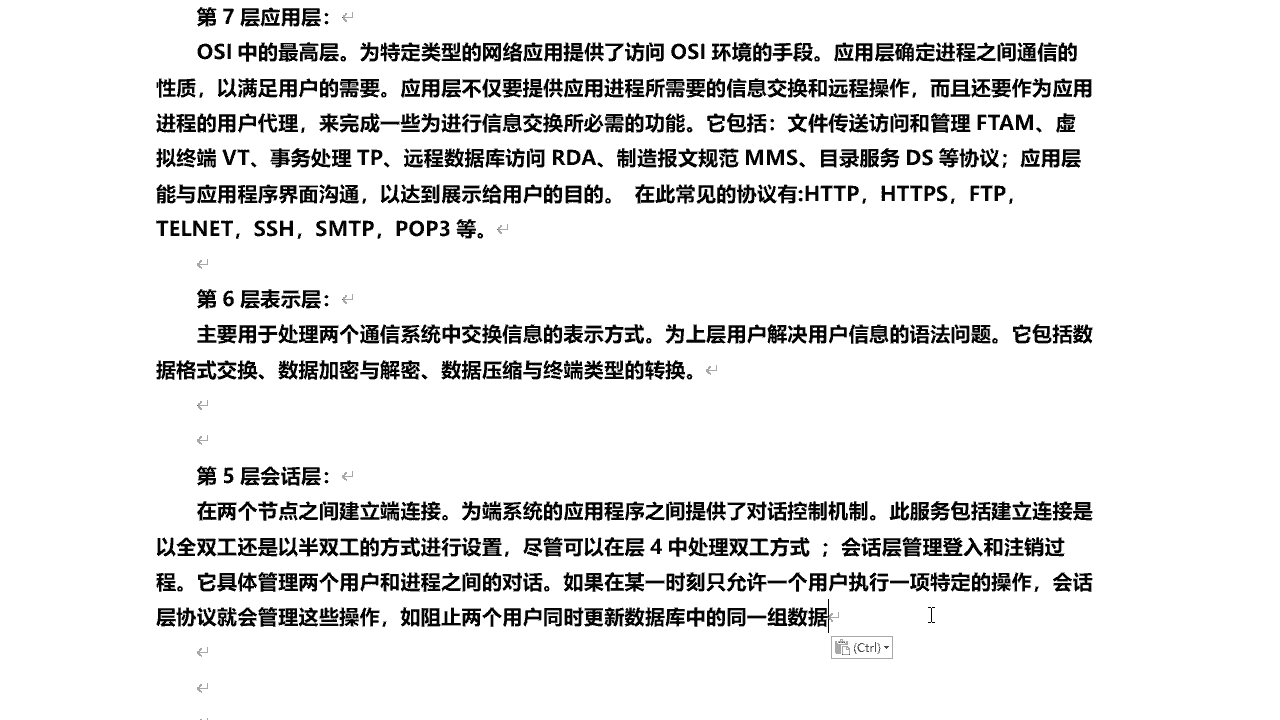 第 7 层应用层：
OSI 中的最高层。为特定类型的网络应用提供了访问 OSI 环境的手段。应用层确定进程之间通信的
性质，以满足用户的需要。应用层不仅要提供应用进程所需要的信息交换和远程操作，而且还要作为应用
进程的用户代理，来完成一些为进行信息交换所必需的功能。它包括：文件传送访问和管理 FTAM、虚
拟终端 VT、事务处理 TP、远程数据库访问 RDA、制造报文规范 MMS、目录服务 DS 等协议；应用层
能与应用程序界面沟通，以达到展示给用户的目的。 在此常见的协议有:HTTP，HTTPS，FTP，
TELNET，SSH，SMTP，POP3 等。
第 6 层表示层：
主要用于处理两个通信系统中交换信息的表示方式。为上层用户解决用户信息的语法问题。它包括数
据格式交换、数据加密与解密、数据压缩与终端类型的转换。
第 5 层会话层：
在两个节点之间建立端连接。为端系统的应用程序之间提供了对话控制机制。此服务包括建立连接是
以全双工还是以半双工的方式进行设置，尽管可以在层 4 中处理双工方式 ；会话层管理登入和注销过
程。它具体管理两个用户和进程之间的对话。如果在某一时刻只允许一个用户执行一项特定的操作，会话
层协议就会管理这些操作，如阻止两个用户同时更新数据库中的同一组数据
(Ctrl)